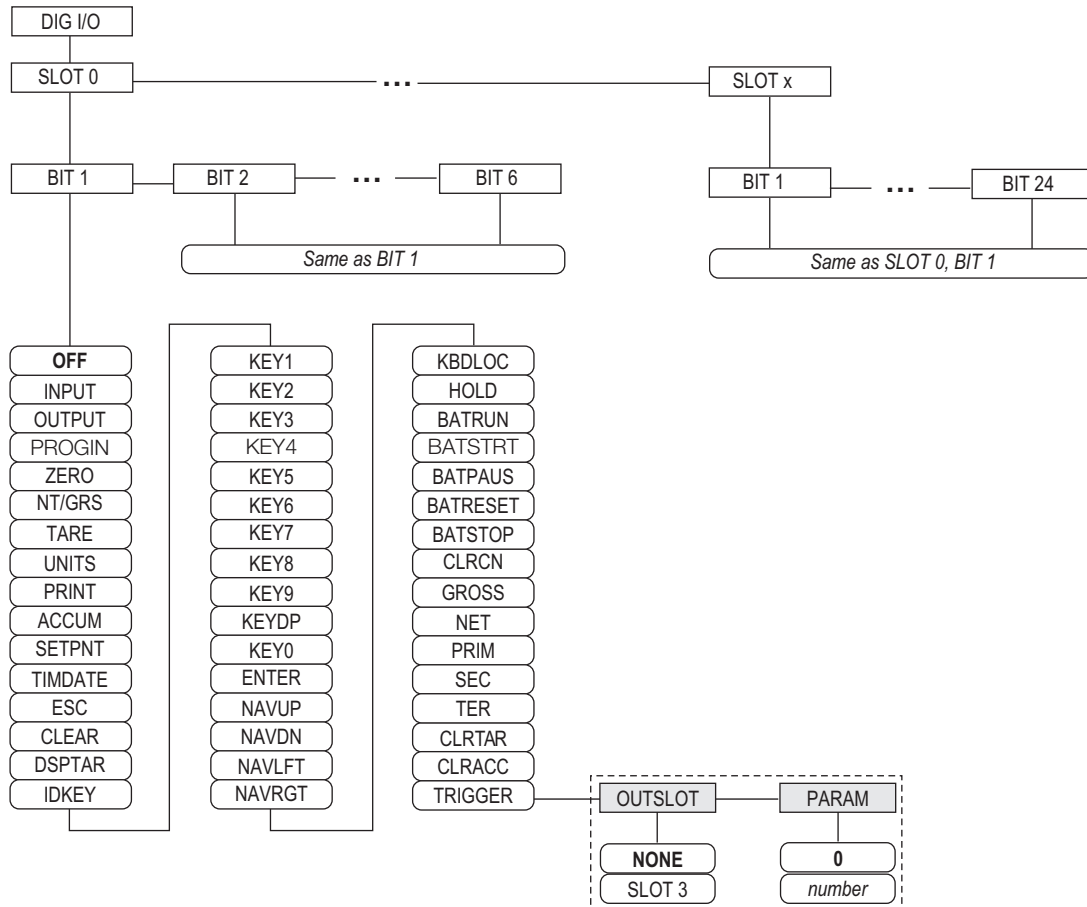 DIG I/O
SLOT 0
...
SLOT x
BIT 1
BIT 2
...
BIT 6
BIT 1
...
BIT 24
Same as BIT 1
Same as SLOT 0, BIT 1
OFF
INPUT
OUTPUT
PROGIN
ZERO
NT/GRS
TARE
UNITS
PRINT
ACCUM
SETPNT
TIMDATE
ESC
CLEAR
DSPTAR
IDKEY
KEY1
KEY2
KEY3
KEY4
KEY5
KEY6
KEY7
KEY8
KEY9
KEYDP
KEY0
ENTER
NAVUP
NAVDN
NAVLFT
NAVRGT
KBDLOC
HOLD
BATRUN
BATSTRT
BATPAUS
BATRESET
BATSTOP
CLRCN
GROSS
NET
PRIM
SEC
TER
CLRTAR
CLRACC
TRIGGER
OUTSLOT
PARAM
NONE
0
SLOT 3
number